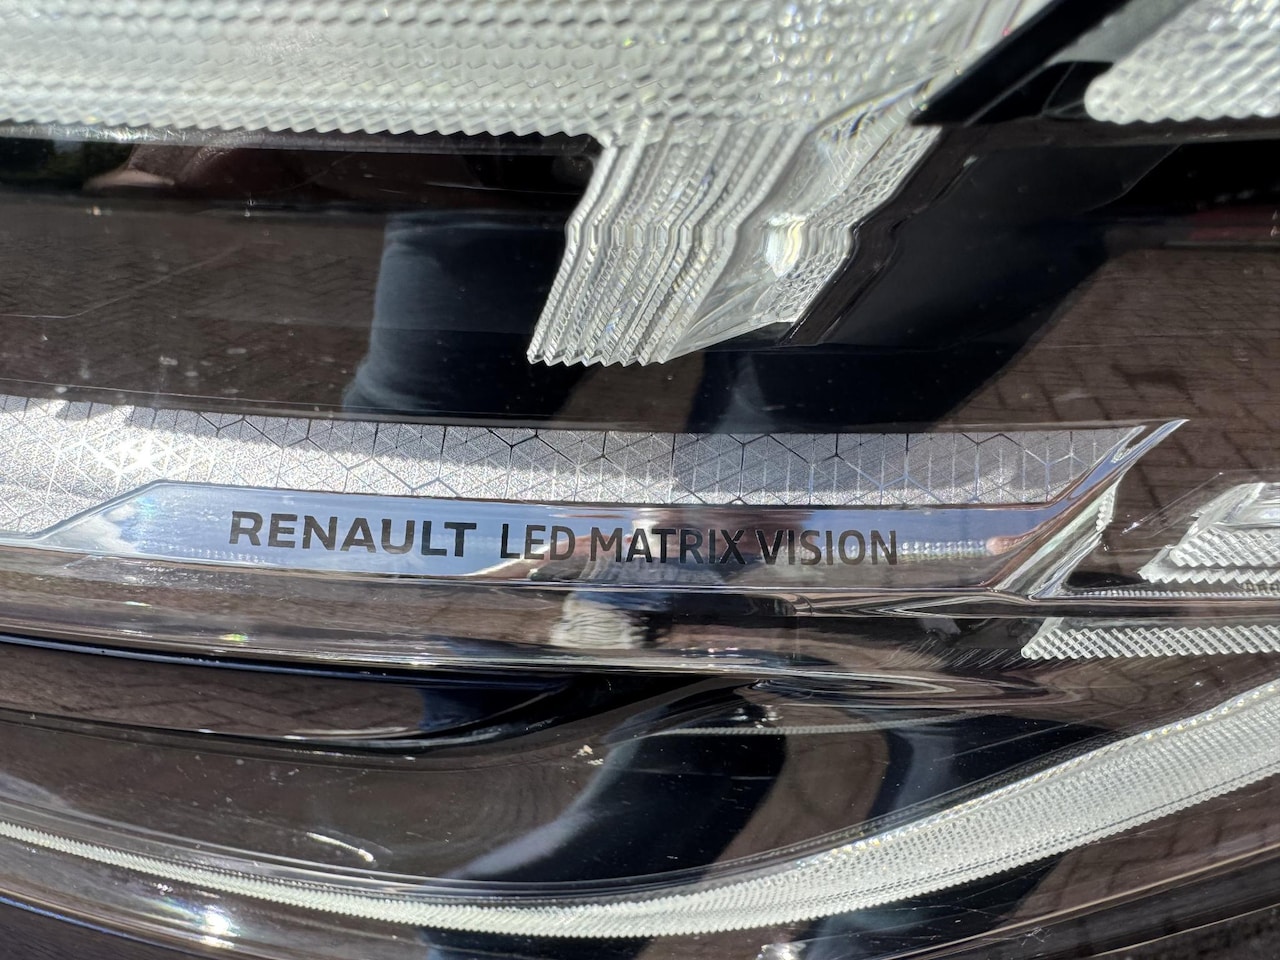 RENAULT LED MATRIX VISION